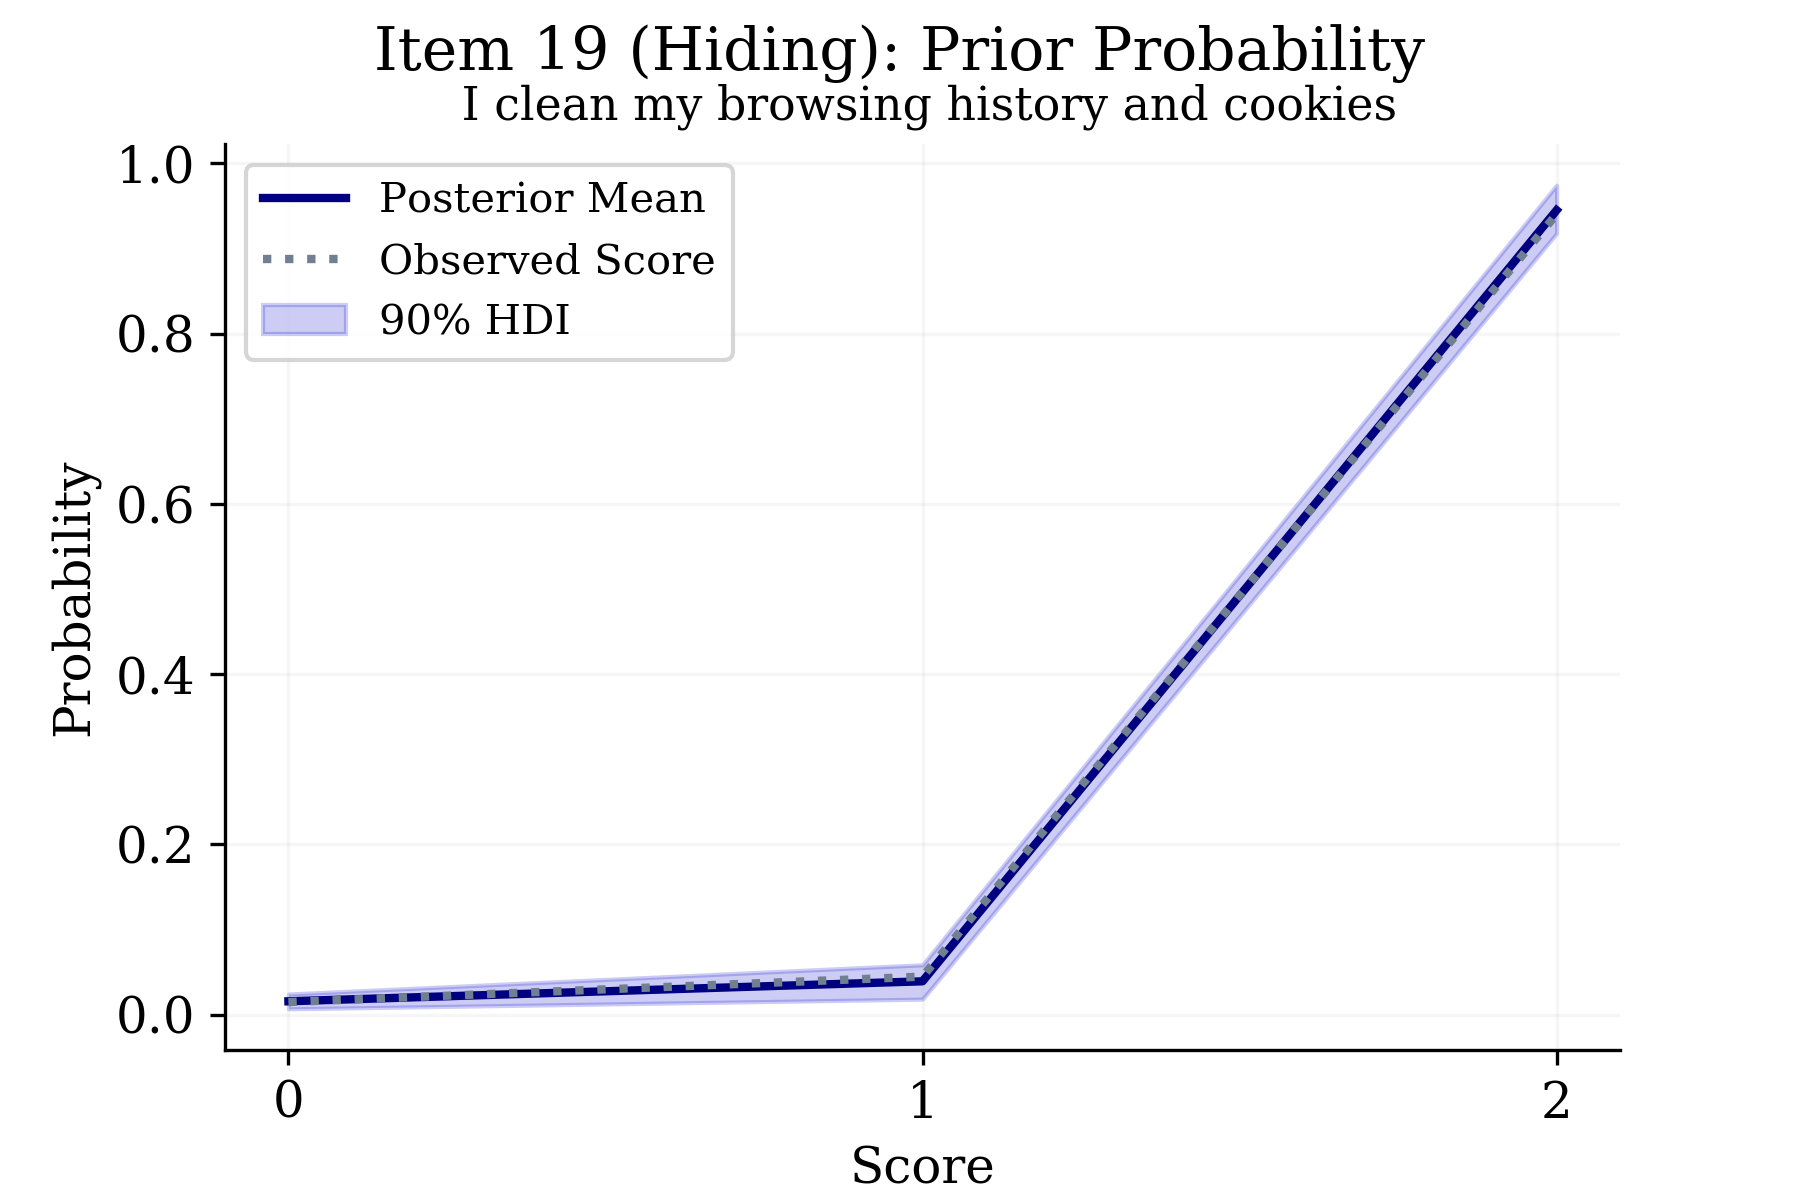 Item 19 (Hiding): Prior Probability
I clean my browsing history and cookies
Posterior Mean
Observed Score
90% HDI
1.0
0.8
0.6
0.4
0.2
0.0
Probability
0
1
2
Score